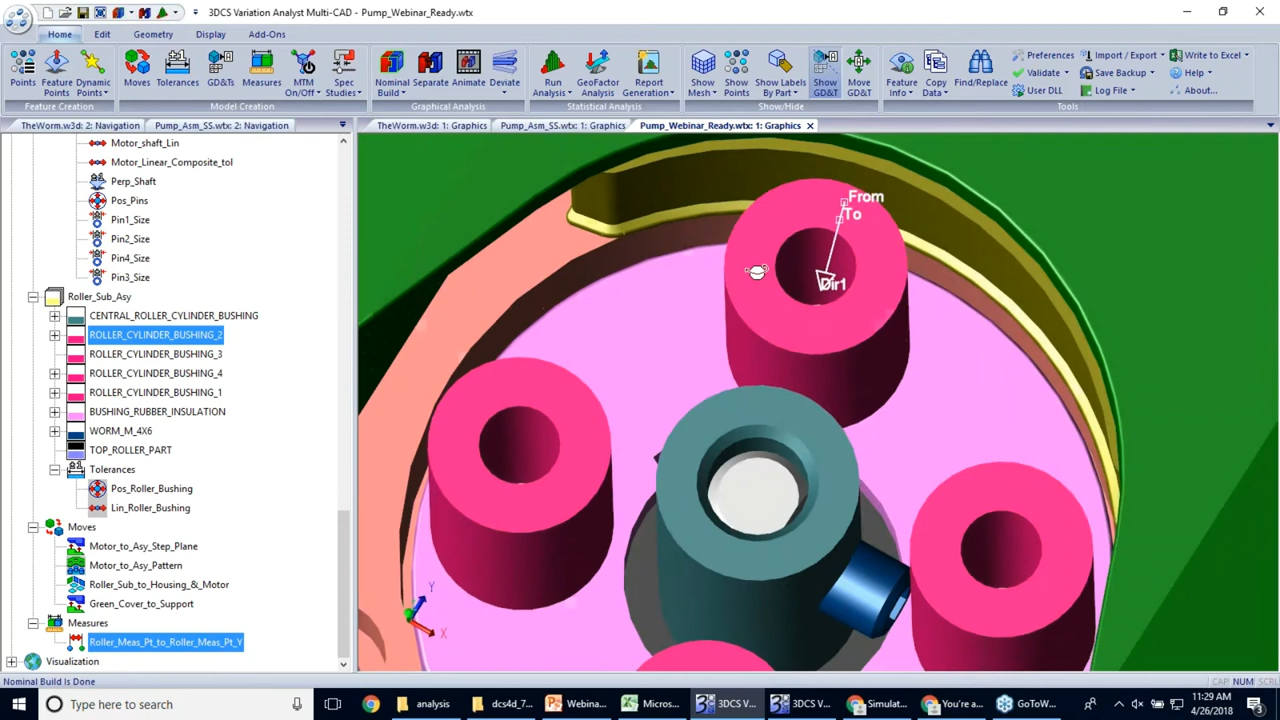 3DCS Variation Analyst Multi-CAD - Pump_Webinar_Ready.wtx
Home Edit Geometry Display Add-Ons
Points Feature Points Dynamic Points Moves Tolerances GD&Ts Measures MTM On/Off Spec Studies Nominal Build Separate Animate Deviate Run Analysis GeoFactor Analysis Report Generation Show Mesh Show Points Show Labels By Part Show GD&T Move GD&T Feature Info Copy Data Find/Replace
Preferences Import / Export Write to Excel
Validate Save Backup Help
User DLL Log File About...
Feature Creation Model Creation Graphical Analysis Statistical Analysis Show/Hide Tools
TheWorm.w3d: 2: Navigation Pump_Asm_SS.wtx: 2: Navigation
TheWorm.w3d: 1: Graphics Pump_Asm_SS.wtx: 1: Graphics Pump_Webinar_Ready.wtx: 1: Graphics
Motor_shaft_Lin
Motor_Linear_Composite_tol
Perp_Shaft
Pos_Pins
Pin1_Size
Pin2_Size
Pin4_Size
Pin3_Size
Roller_Sub_Asy
CENTRAL_ROLLER_CYLINDER_BUSHING
ROLLER_CYLINDER_BUSHING_2
ROLLER_CYLINDER_BUSHING_3
ROLLER_CYLINDER_BUSHING_4
ROLLER_CYLINDER_BUSHING_1
BUSHING_RUBBER_INSULATION
WORM_M_4X6
TOP_ROLLER_PART
Tolerances
Pos_Roller_Bushing
Lin_Roller_Bushing
Moves
Motor_to_Asy_Step_Plane
Motor_to_Asy_Pattern
Roller_Sub_to_Housing_&_Motor
Green_Cover_to_Support
Measures
Roller_Meas_Pt_to_Roller_Meas_Pt_Y
Visualization
From
To
Dir1
Y
X
Nominal Build Is Done
CAP NUM SCRL
Type here to search
analysis dcs4d_7... Webina... Micros... 3DCS V... 3DCS V... Simulat... You're a... GoToW...
11:29 AM
4/26/2018
3